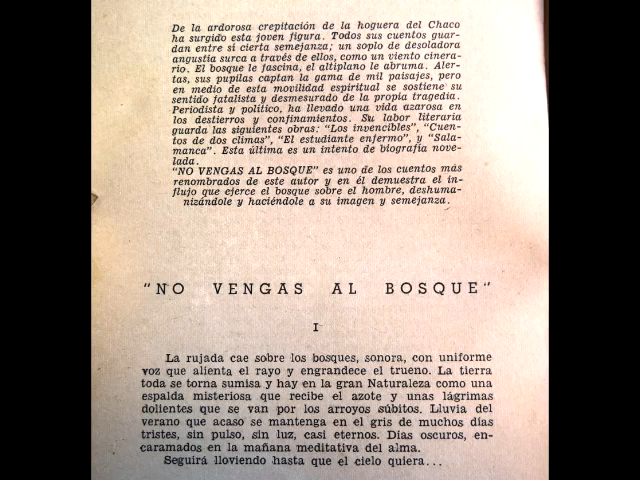 De la ardorosa crepitación de la hoguera del Chaco
ha surgido esta joven figura. Todos sus cuentos guar-
dan entre sí cierta semejanza; un soplo de desoladora
angustia surca a través de ellos, como un viento cinera-
rio. El bosque le fascina, el altiplano le abruma. Aler-
tas, sus pupilas captan la gama de mil paisajes, pero
en medio de esta movilidad espiritual se sostiene su
sentido fatalista y desmesurado de la propia tragedia.
Periodista y político, ha llevado una vida azarosa en
los destierros y confinamientos. Su labor literaria
guarda las siguientes obras: "Los invencibles", "Cuen-
tos de dos climas", "El estudiante enfermo", y "Sala-
manca". Esta última es un intento de biografía nove-
lada.
"NO VENGAS AL BOSQUE" es uno de los cuentos más
renombrados de este autor y en él demuestra el in-
flujo que ejerce el bosque sobre el hombre, deshuma-
nizándole y haciéndole a su imagen y semejanza.
"NO VENGAS AL BOSQUE"
I
La rujada cae sobre los bosques, sonora, con uniforme
voz que alienta el rayo y engrandece el trueno. La tierra
toda se torna sumisa y hay en la gran Naturaleza como una
espalda misteriosa que recibe el azote y unas lágrimas
dolientes que se van por los arroyos súbitos. Lluvia del
verano que acaso se mantenga en el gris de muchos días
tristes, sin pulso, sin luz, casi eternos. Días oscuros, en-
caramados en la mañana meditativa del alma.
Seguirá lloviendo hasta que el cielo quiera...